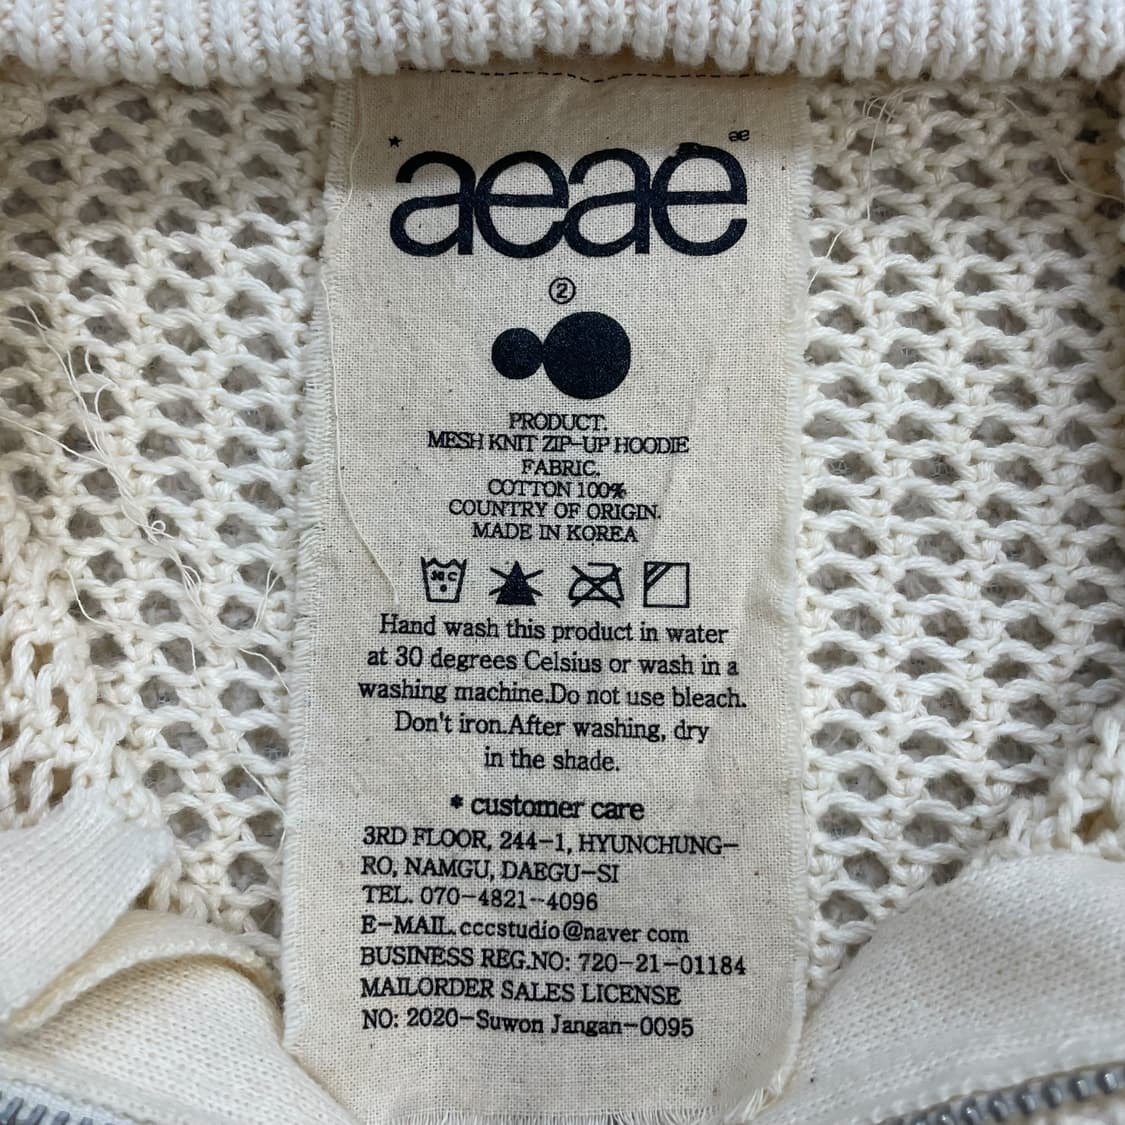 * æ
aeae
②
PRODUCT.
MESH KNIT ZIP-UP HOODIE
FABRIC.
COTTON 100%
COUNTRY OF ORIGIN.
MADE IN KOREA
Hand wash this product in water
at 30 degrees Celsius or wash in a
washing machine.Do not use bleach.
Don't iron.After washing, dry
in the shade.
* customer care
3RD FLOOR, 244-1, HYUNCHUNG-
RO, NAMGU, DAEGU-SI
TEL. 070-4821--4096
E-MAIL.cccstudio@naver com
BUSINESS REG.NO: 720-21-01184
MAILORDER SALES LICENSE
NO: 2020-Suwon Jangan-0095